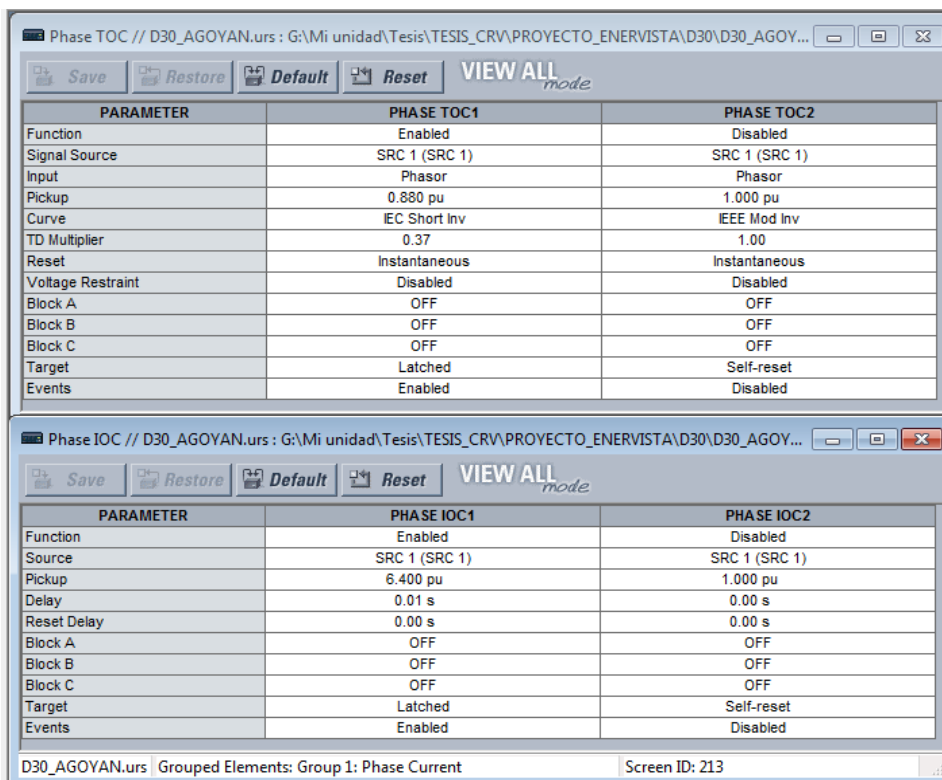 Phase TOC // D30_AGOYAN.urs : G:\Mi unidad\Tesis\TESIS_CRV\PROYECTO_ENERVISTA\D30\D30_AGOY...
Save Restore Default Reset VIEW ALL mode
PARAMETER PHASE TOC1 PHASE TOC2
Function Enabled Disabled
Signal Source SRC 1 (SRC 1) SRC 1 (SRC 1)
Input Phasor Phasor
Pickup 0.880 pu 1.000 pu
Curve IEC Short Inv IEEE Mod Inv
TD Multiplier 0.37 1.00
Reset Instantaneous Instantaneous
Voltage Restraint Disabled Disabled
Block A OFF OFF
Block B OFF OFF
Block C OFF OFF
Target Latched Self-reset
Events Enabled Disabled
Phase IOC // D30_AGOYAN.urs : G:\Mi unidad\Tesis\TESIS_CRV\PROYECTO_ENERVISTA\D30\D30_AGOY...
Save Restore Default Reset VIEW ALL mode
PARAMETER PHASE IOC1 PHASE IOC2
Function Enabled Disabled
Source SRC 1 (SRC 1) SRC 1 (SRC 1)
Pickup 6.400 pu 1.000 pu
Delay 0.01 s 0.00 s
Reset Delay 0.00 s 0.00 s
Block A OFF OFF
Block B OFF OFF
Block C OFF OFF
Target Latched Self-reset
Events Enabled Disabled
D30_AGOYAN.urs Grouped Elements: Group 1: Phase Current Screen ID: 213